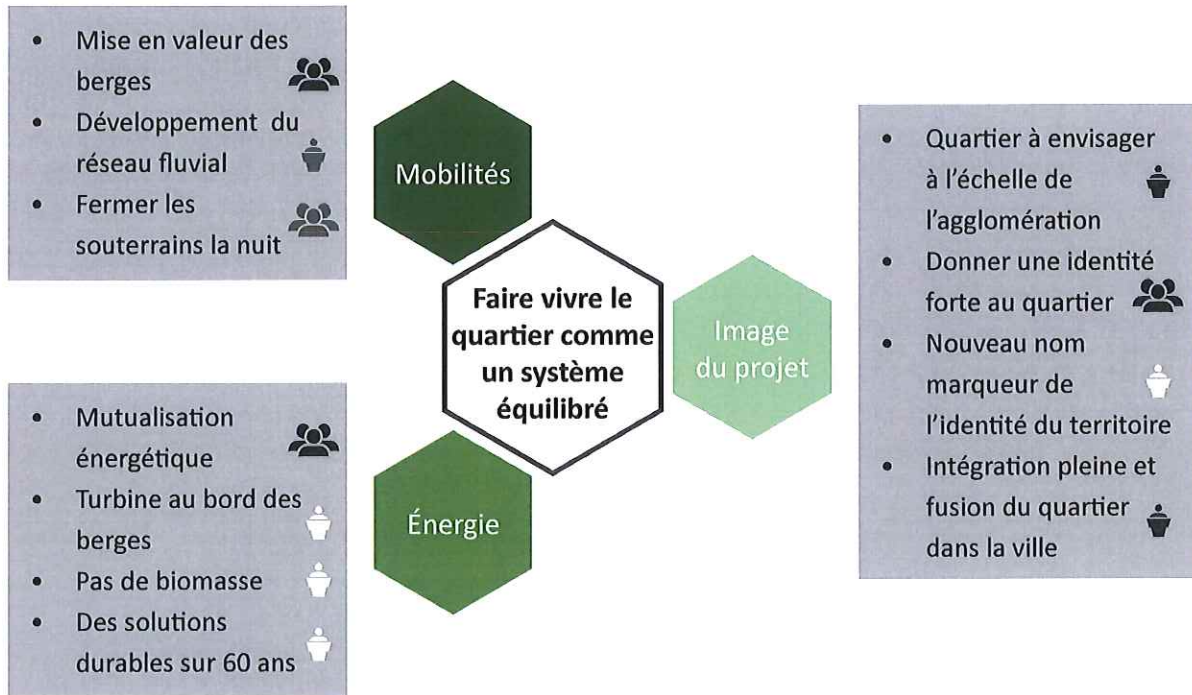 • Mise en valeur des
berges
• Développement du
réseau fluvial
• Fermer les
souterrains la nuit
Mobilités
Faire vivre le
quartier comme
un système
équilibré
Image
du projet
• Quartier à envisager
à l'échelle de
l'agglomération
• Donner une identité
forte au quartier
• Nouveau nom
marqueur de
l'identité du territoire
• Intégration pleine et
fusion du quartier
dans la ville
• Mutualisation
énergétique
• Turbine au bord des
berges
• Pas de biomasse
• Des solutions
durables sur 60 ans
Énergie